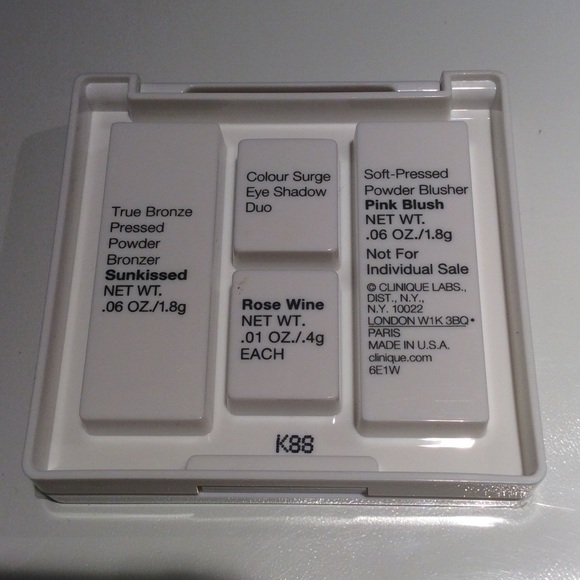 True Bronze
Pressed
Powder
Bronzer
Sunkissed
NET WT.
.06 OZ./1.8g
Colour Surge
Eye Shadow
Duo
Rose Wine
NET WT.
.01 OZ./.4g
EACH
Soft-Pressed
Powder Blusher
Pink Blush
NET WT.
.06 OZ./1.8g
Not For
Individual Sale
© CLINIQUE LABS.,
DIST., N.Y.,
N.Y. 10022
LONDON W1K 3BQ •
PARIS
MADE IN U.S.A.
clinique.com
6E1W
K88